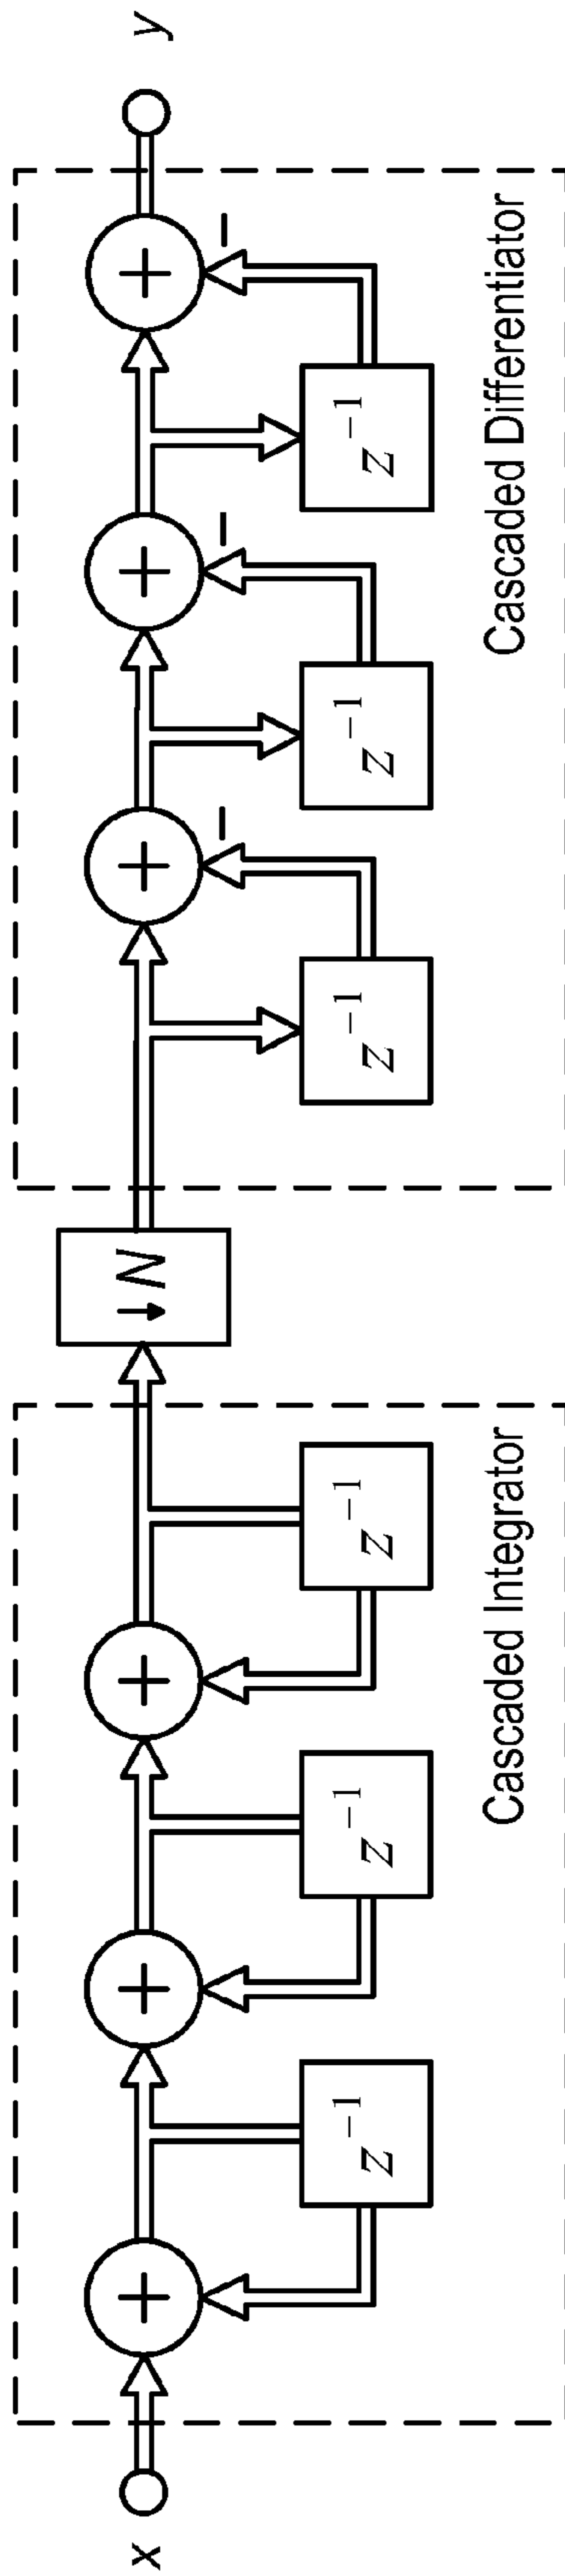 x
+
z⁻¹
+
z⁻¹
+
z⁻¹
Cascaded Integrator
↓N
+
−
z⁻¹
+
−
z⁻¹
+
−
z⁻¹
Cascaded Differentiator
y